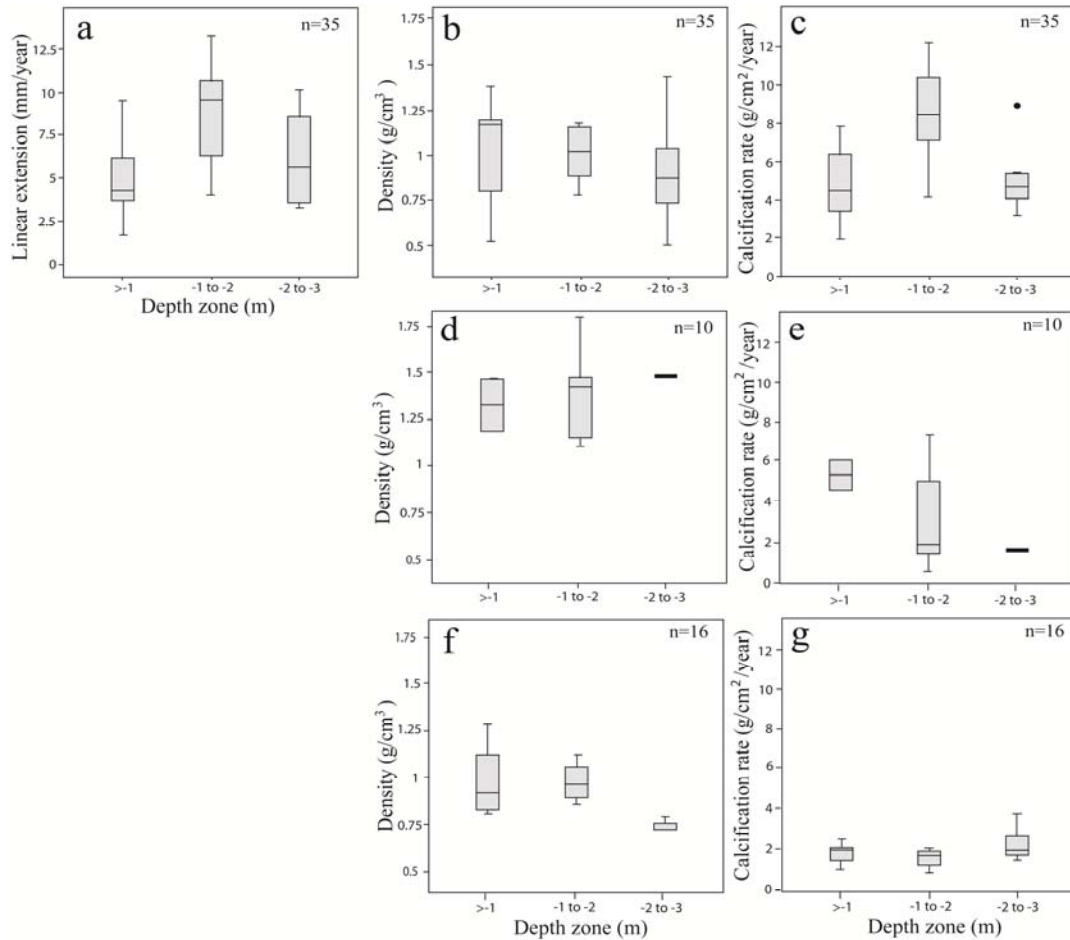 a
n=35
Linear extension (mm/year)
12.5
10
7.5
5
2.5
0
>-1
-1 to -2
-2 to -3
Depth zone (m)
b
n=35
Density (g/cm³)
1.75
1.5
1.25
1
0.75
0.5
>-1
-1 to -2
-2 to -3
c
n=35
Calcification rate (g/cm²/year)
12
10
8
6
4
2
0
>-1
-1 to -2
-2 to -3
d
n=10
Density (g/cm³)
1.75
1.5
1.25
1
0.75
0.5
>-1
-1 to -2
-2 to -3
e
n=10
Calcification rate (g/cm²/year)
12
10
8
6
4
2
0
>-1
-1 to -2
-2 to -3
f
n=16
Density (g/cm³)
1.75
1.5
1.25
1
0.75
0.5
>-1
-1 to -2
-2 to -3
Depth zone (m)
g
n=16
Calcification rate (g/cm²/year)
12
10
8
6
4
2
0
>-1
-1 to -2
-2 to -3
Depth zone (m)